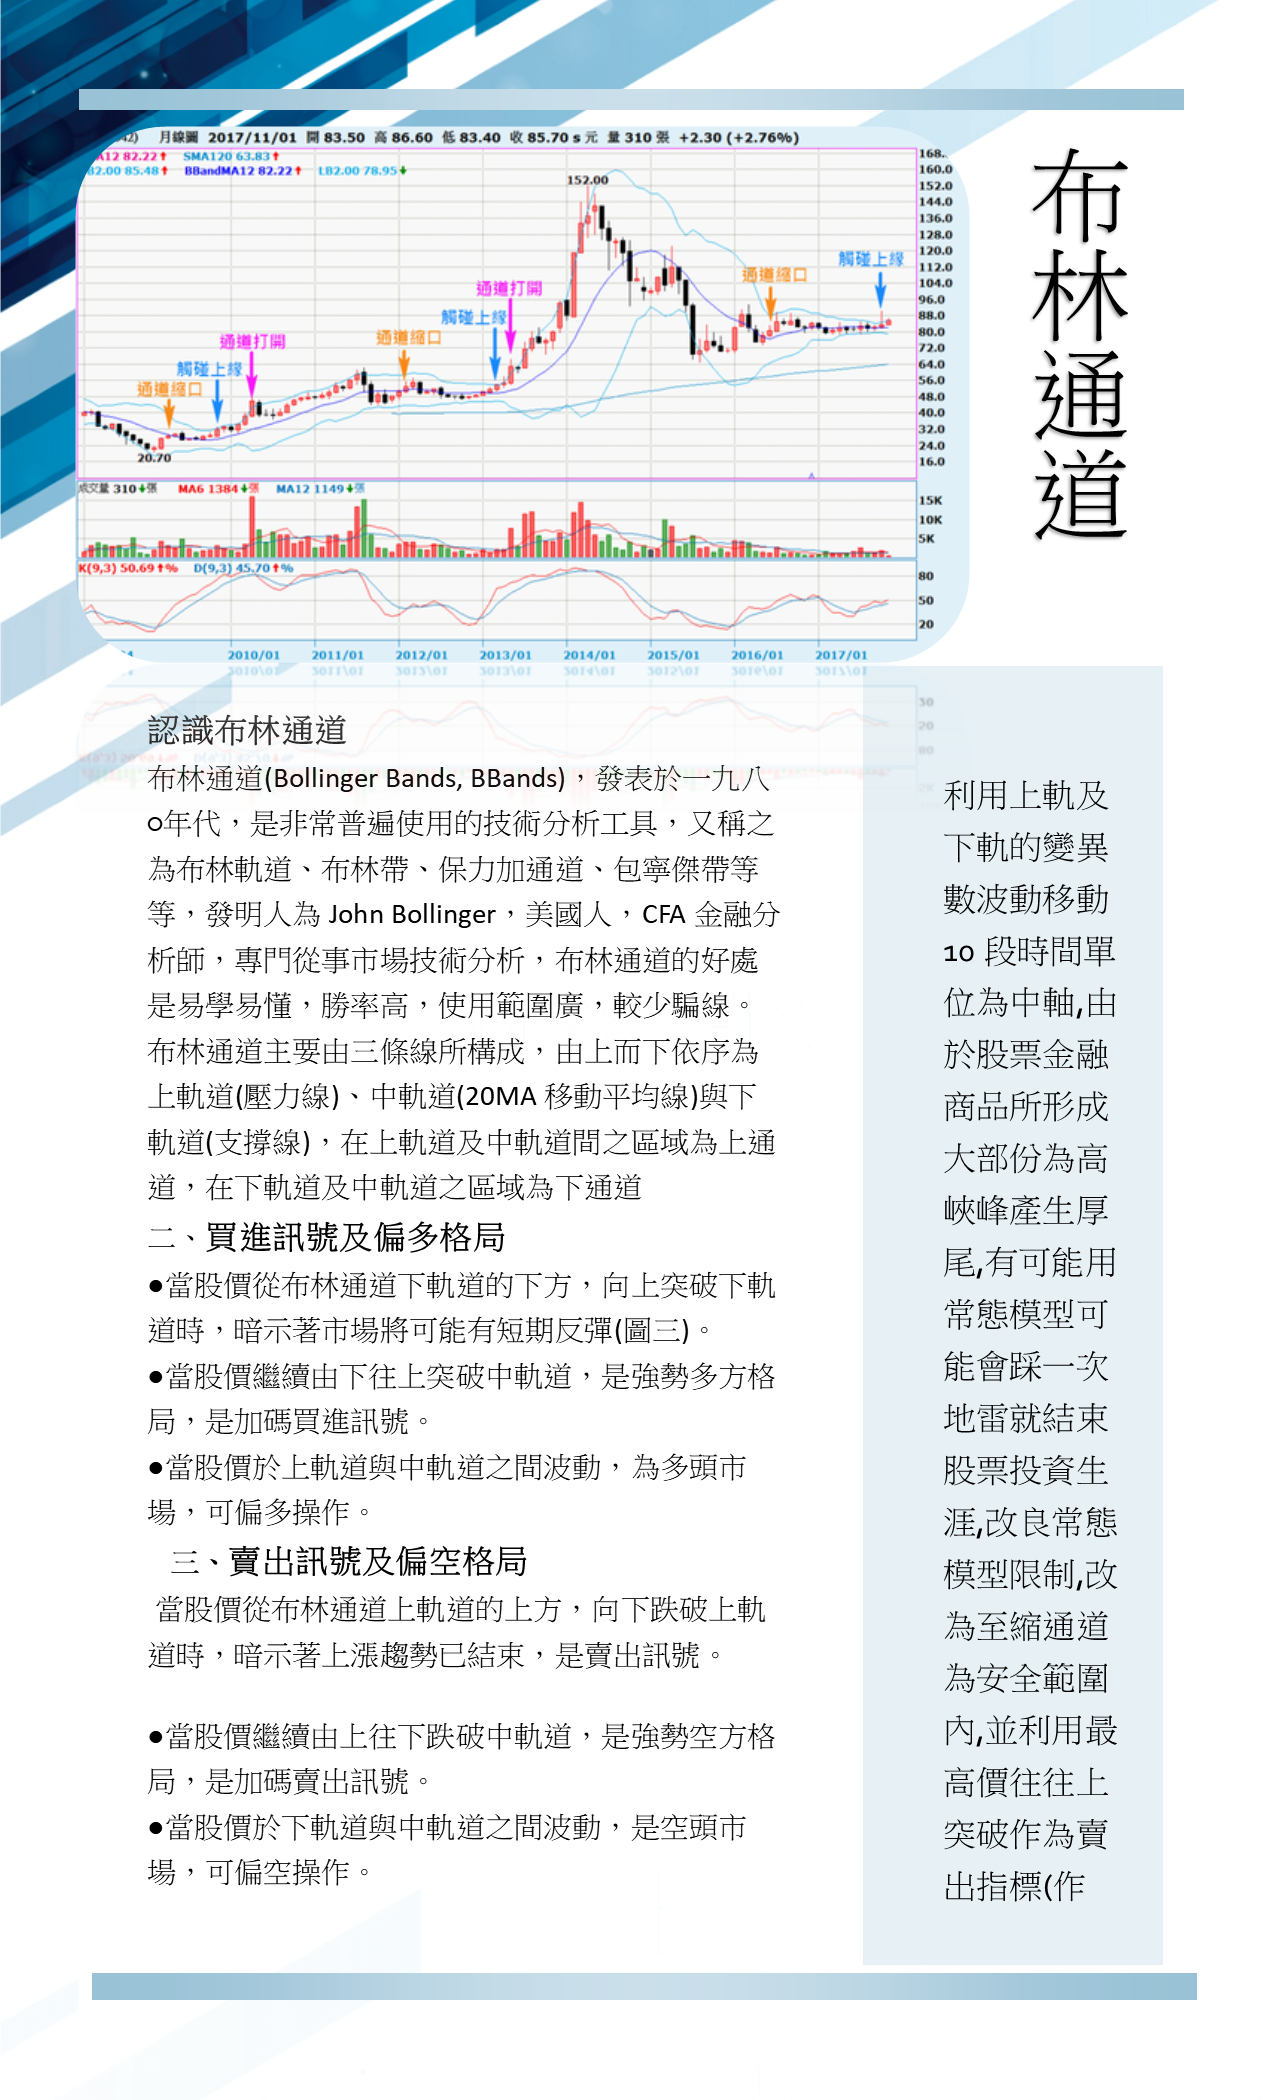 布林通道
月線圖 2017/11/01 開 83.50 高 86.60 低 83.40 收 85.70 s 元 量 310 張 +2.30 (+2.76%)
A12 82.22↑ SMA120 63.83↑
B2.00 85.48↑ BBandMA12 82.22↑ LB2.00 78.95↓
168.
160.0
152.0
144.0
136.0
128.0
120.0
112.0
104.0
96.0
88.0
80.0
72.0
64.0
56.0
48.0
40.0
32.0
24.0
16.0
152.00
觸碰上緣
通道縮口
通道打開
觸碰上緣
通道縮口
通道打開
觸碰上緣
通道縮口
20.70
成交量 310↓張 MA6 1384↓張 MA12 1149↓張
15K
10K
5K
K(9,3) 50.69↑% D(9,3) 45.70↑%
80
50
20
2010/01 2011/01 2012/01 2013/01 2014/01 2015/01 2016/01 2017/01
認識布林通道
布林通道(Bollinger Bands, BBands)，發表於一九八
○年代，是非常普遍使用的技術分析工具，又稱之
為布林軌道、布林帶、保力加通道、包寧傑帶等
等，發明人為 John Bollinger，美國人，CFA 金融分
析師，專門從事市場技術分析，布林通道的好處
是易學易懂，勝率高，使用範圍廣，較少騙線。
布林通道主要由三條線所構成，由上而下依序為
上軌道(壓力線)、中軌道(20MA 移動平均線)與下
軌道(支撐線)，在上軌道及中軌道間之區域為上通
道，在下軌道及中軌道之區域為下通道
二、買進訊號及偏多格局
●當股價從布林通道下軌道的下方，向上突破下軌
道時，暗示著市場將可能有短期反彈(圖三)。
●當股價繼續由下往上突破中軌道，是強勢多方格
局，是加碼買進訊號。
●當股價於上軌道與中軌道之間波動，為多頭市
場，可偏多操作。
三、賣出訊號及偏空格局
當股價從布林通道上軌道的上方，向下跌破上軌
道時，暗示著上漲趨勢已結束，是賣出訊號。
●當股價繼續由上往下跌破中軌道，是強勢空方格
局，是加碼賣出訊號。
●當股價於下軌道與中軌道之間波動，是空頭市
場，可偏空操作。
利用上軌及
下軌的變異
數波動移動
10 段時間單
位為中軸,由
於股票金融
商品所形成
大部份為高
峽峰產生厚
尾,有可能用
常態模型可
能會踩一次
地雷就結束
股票投資生
涯,改良常態
模型限制,改
為至縮通道
為安全範圍
內,並利用最
高價往往上
突破作為賣
出指標(作